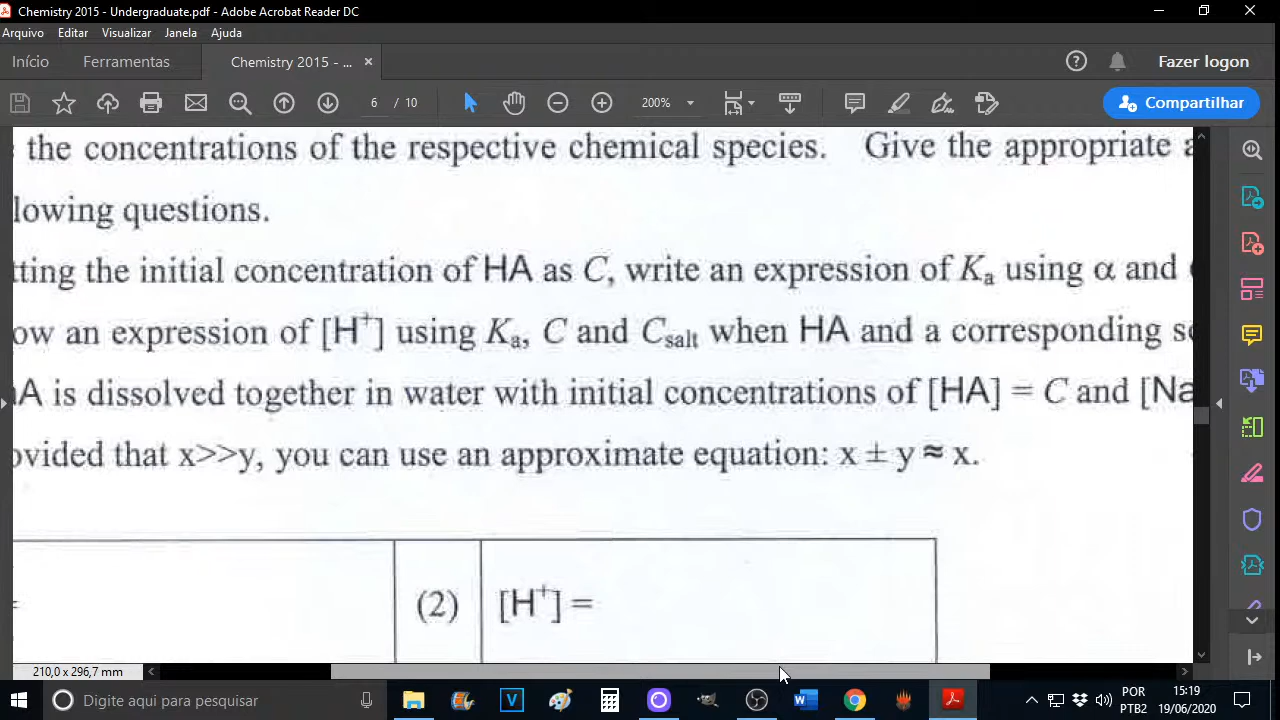 Chemistry 2015 - Undergraduate.pdf - Adobe Acrobat Reader DC
Arquivo Editar Visualizar Janela Ajuda
Início Ferramentas Chemistry 2015 - ... × Fazer logon
6 / 10 200% Compartilhar
the concentrations of the respective chemical species. Give the appropriate a
lowing questions.
tting the initial concentration of HA as C, write an expression of Kₐ using α and
ow an expression of [H⁺] using Kₐ, C and Csalt when HA and a corresponding s
A is dissolved together in water with initial concentrations of [HA] = C and [Na
ovided that x>>y, you can use an approximate equation: x ± y ≈ x.
= (2) [H⁺] =
210,0 x 296,7 mm
Digite aqui para pesquisar
POR 15:19
PTB2 19/06/2020